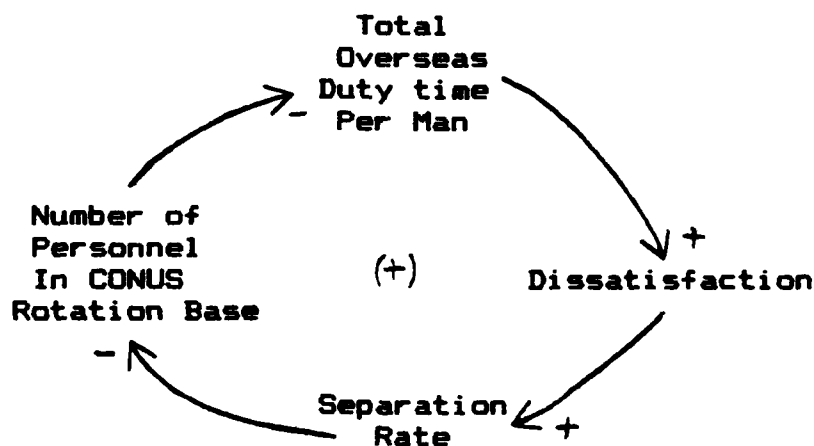 Total
Overseas
Duty time
Per Man
-
+
Number of
Personnel
In CONUS
Rotation Base
(+)
Dissatisfaction
-
Separation
Rate
+